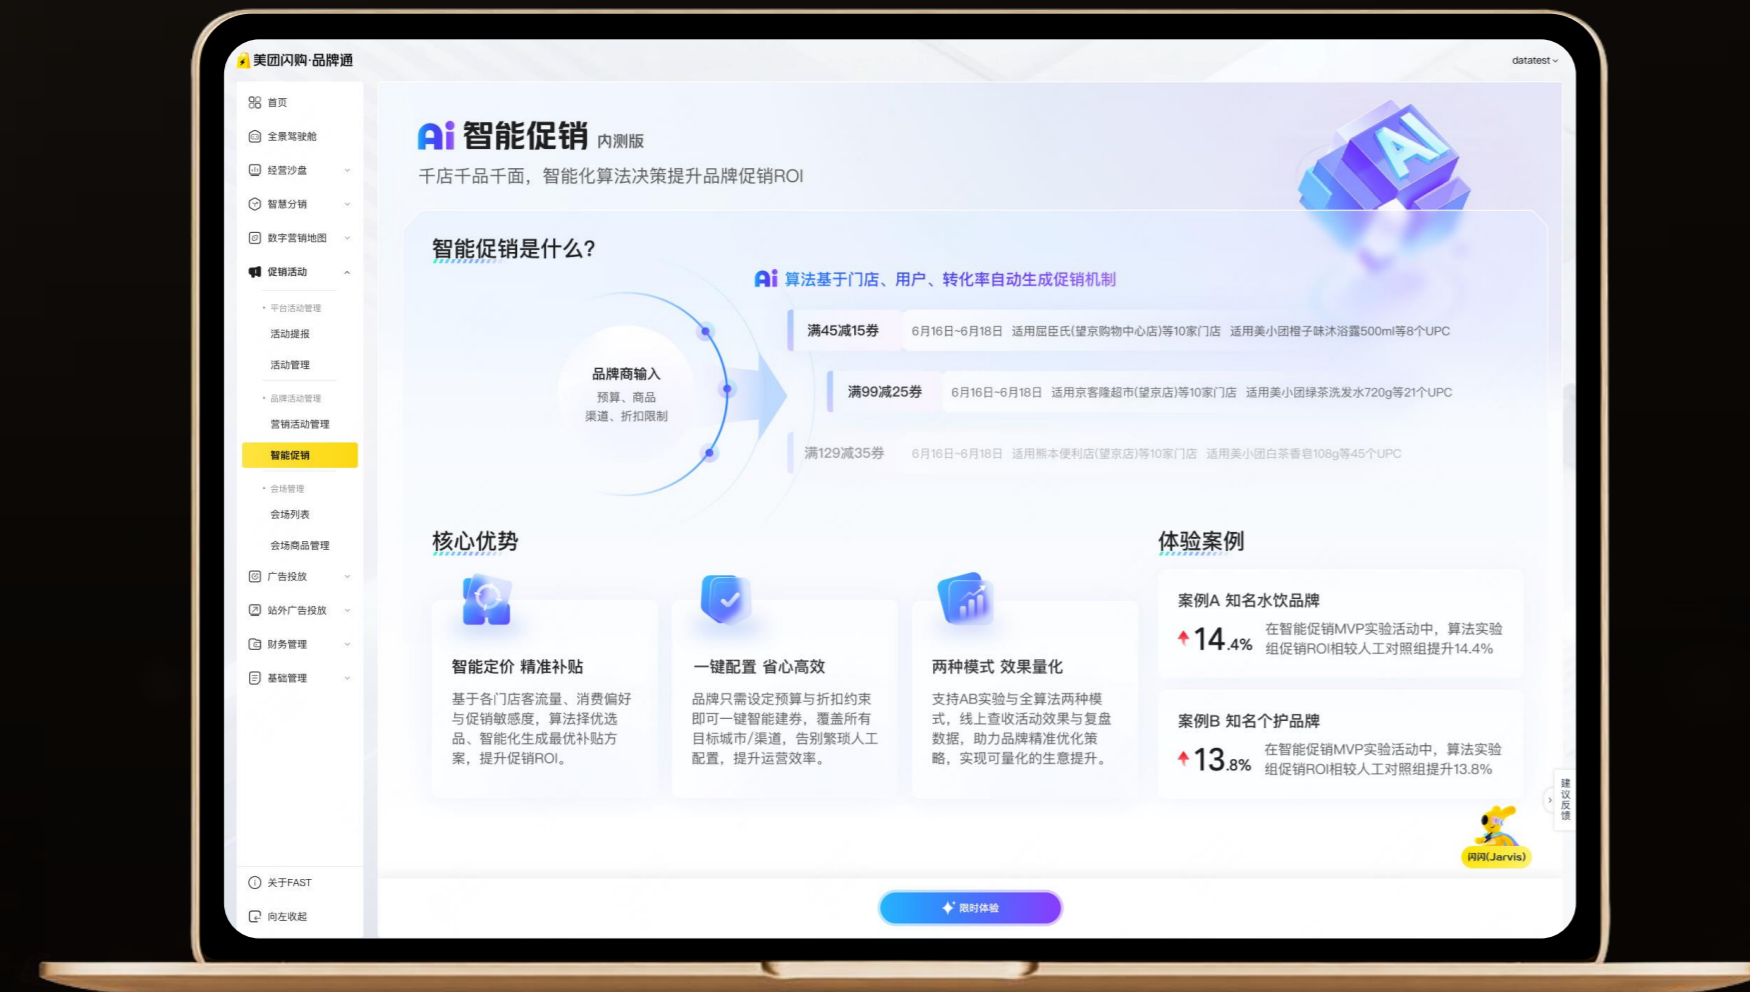 美团闪购·品牌通
datatest
首页
全景驾驶舱
经营沙盘
智慧分销
数字营销地图
促销活动
平台活动管理
活动提报
活动管理
品牌活动管理
营销活动管理
智能促销
会场管理
会场列表
会场商品管理
广告投放
站外广告投放
财务管理
基础管理
关于FAST
向左收起
Ai 智能促销 内测版
千店千品千面，智能化算法决策提升品牌促销ROI
AI
智能促销是什么?
Ai 算法基于门店、用户、转化率自动生成促销机制
品牌商输入
预算、商品
渠道、折扣限制
满45减15券 6月16日~6月18日 适用屈臣氏(望京购物中心店)等10家门店 适用美小团橙子味沐浴露500ml等8个UPC
满99减25券 6月16日~6月18日 适用京客隆超市(望京店)等10家门店 适用美小团绿茶洗发水720g等21个UPC
满129减35券 6月16日~6月18日 适用熊本便利店(望京店)等10家门店 适用美小团白茶香皂108g等45个UPC
核心优势
智能定价 精准补贴
基于各门店客流量、消费偏好
与促销敏感度，算法择优选
品、智能化生成最优补贴方
案，提升促销ROI。
一键配置 省心高效
品牌只需设定预算与折扣约束
即可一键智能建券，覆盖所有
目标城市/渠道，告别繁琐人工
配置，提升运营效率。
两种模式 效果量化
支持AB实验与全算法两种模
式，线上查收活动效果与复盘
数据，助力品牌精准优化策
略，实现可量化的生意提升。
体验案例
案例A 知名水饮品牌
14.4%
在智能促销MVP实验活动中，算法实验
组促销ROI相较人工对照组提升14.4%
案例B 知名个护品牌
13.8%
在智能促销MVP实验活动中，算法实验
组促销ROI相较人工对照组提升13.8%
建议反馈
闪闪(Jarvis)
限时体验